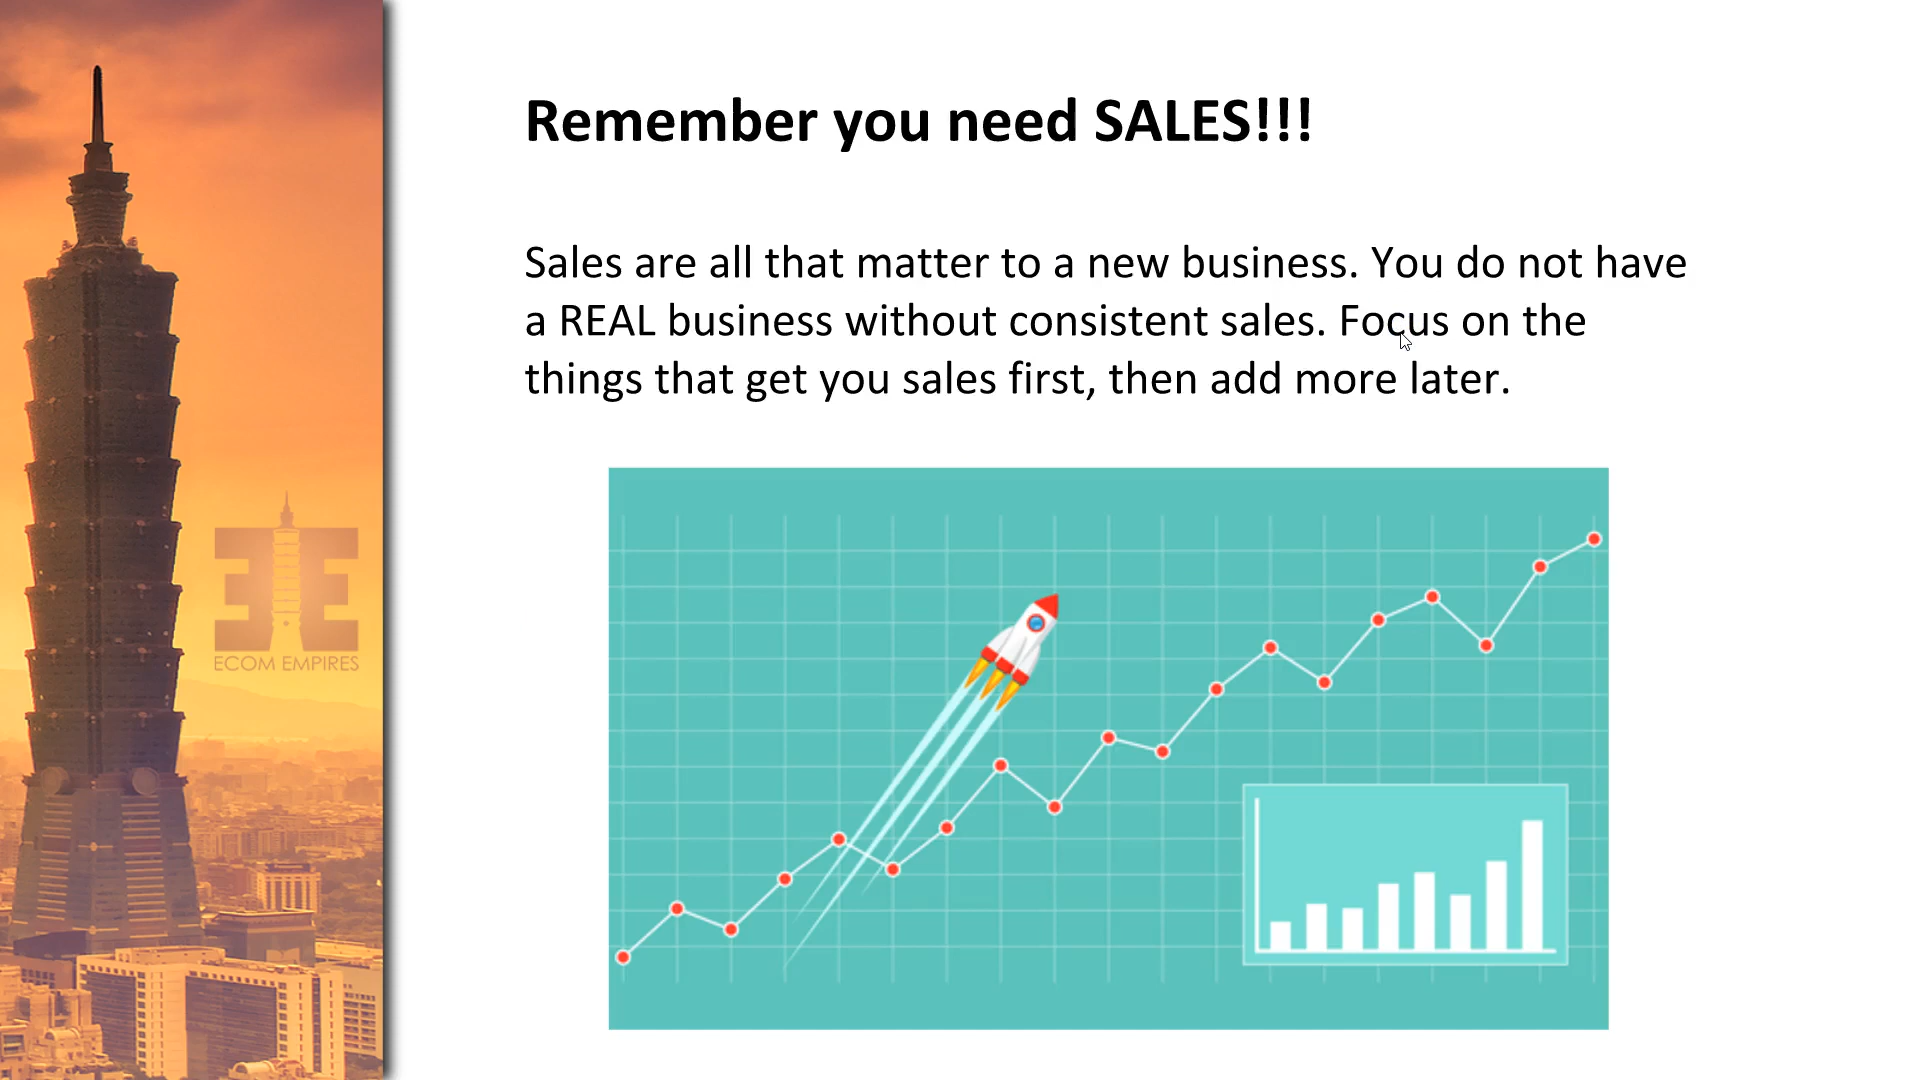 Remember you need SALES!!!
Sales are all that matter to a new business. You do not have
a REAL business without consistent sales. Focus on the
things that get you sales first, then add more later.
ECOM EMPIRES